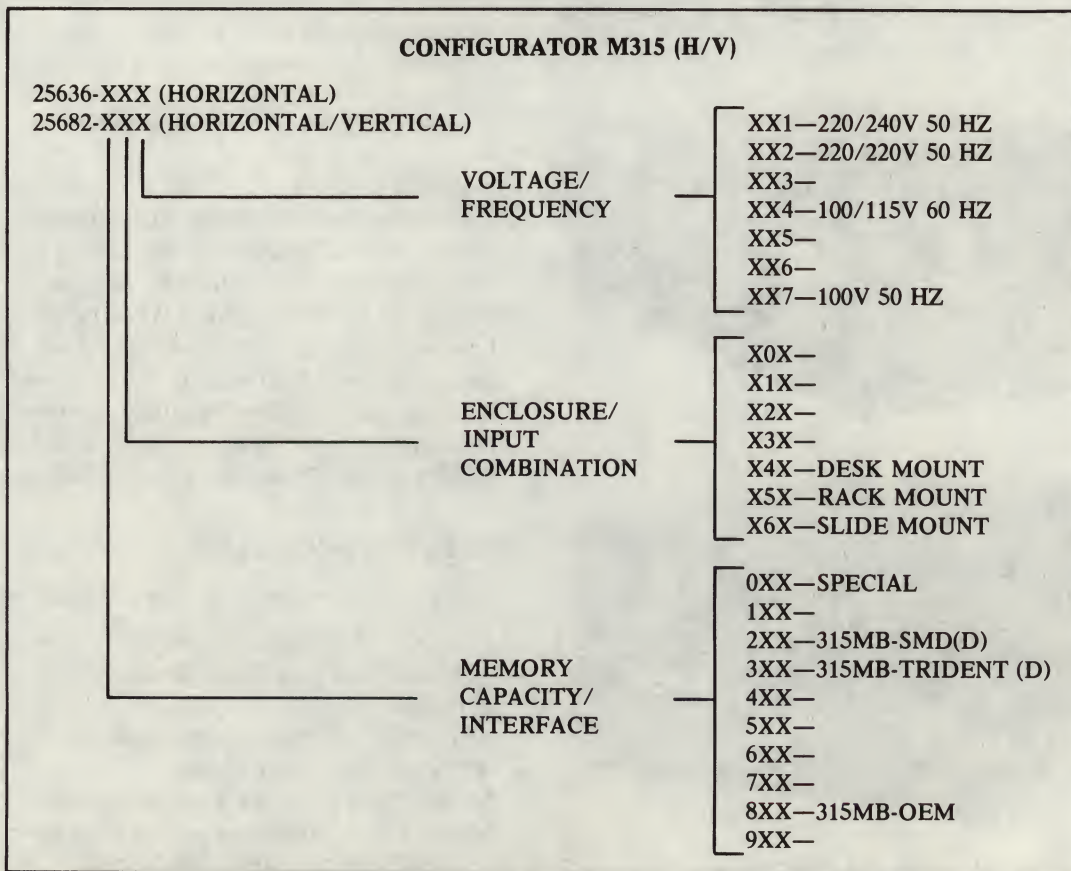 CONFIGURATOR M315 (H/V)
25636-XXX (HORIZONTAL)
25682-XXX (HORIZONTAL/VERTICAL)
VOLTAGE/
FREQUENCY
XX1—220/240V 50 HZ
XX2—220/220V 50 HZ
XX3—
XX4—100/115V 60 HZ
XX5—
XX6—
XX7—100V 50 HZ
ENCLOSURE/
INPUT
COMBINATION
X0X—
X1X—
X2X—
X3X—
X4X—DESK MOUNT
X5X—RACK MOUNT
X6X—SLIDE MOUNT
MEMORY
CAPACITY/
INTERFACE
0XX—SPECIAL
1XX—
2XX—315MB-SMD(D)
3XX—315MB-TRIDENT (D)
4XX—
5XX—
6XX—
7XX—
8XX—315MB-OEM
9XX—